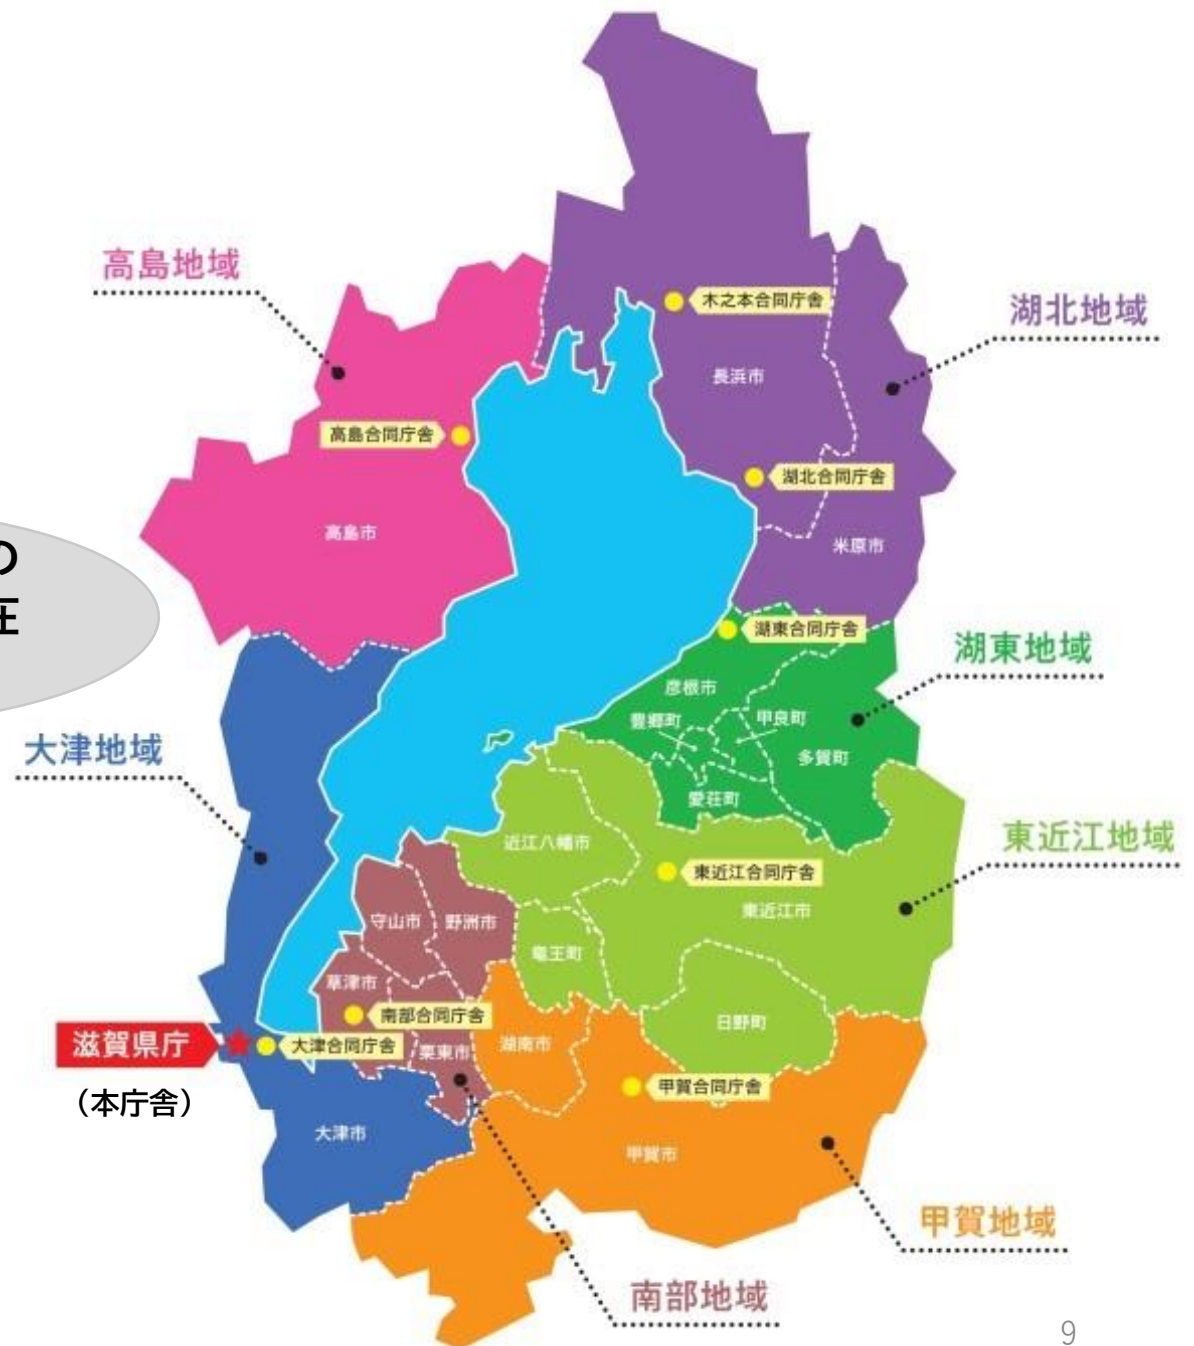 高島地域
湖北地域
木之本合同庁舎
長浜市
高島合同庁舎
湖北合同庁舎
高島市
米原市
の
在
湖東合同庁舎
湖東地域
彦根市
豊郷町
甲良町
多賀町
愛荘町
大津地域
近江八幡市
東近江地域
東近江合同庁舎
東近江市
守山市
野洲市
竜王町
草津市
南部合同庁舎
日野町
滋賀県庁
大津合同庁舎
栗東市
湖南市
甲賀合同庁舎
（本庁舎）
大津市
甲賀市
甲賀地域
南部地域
9